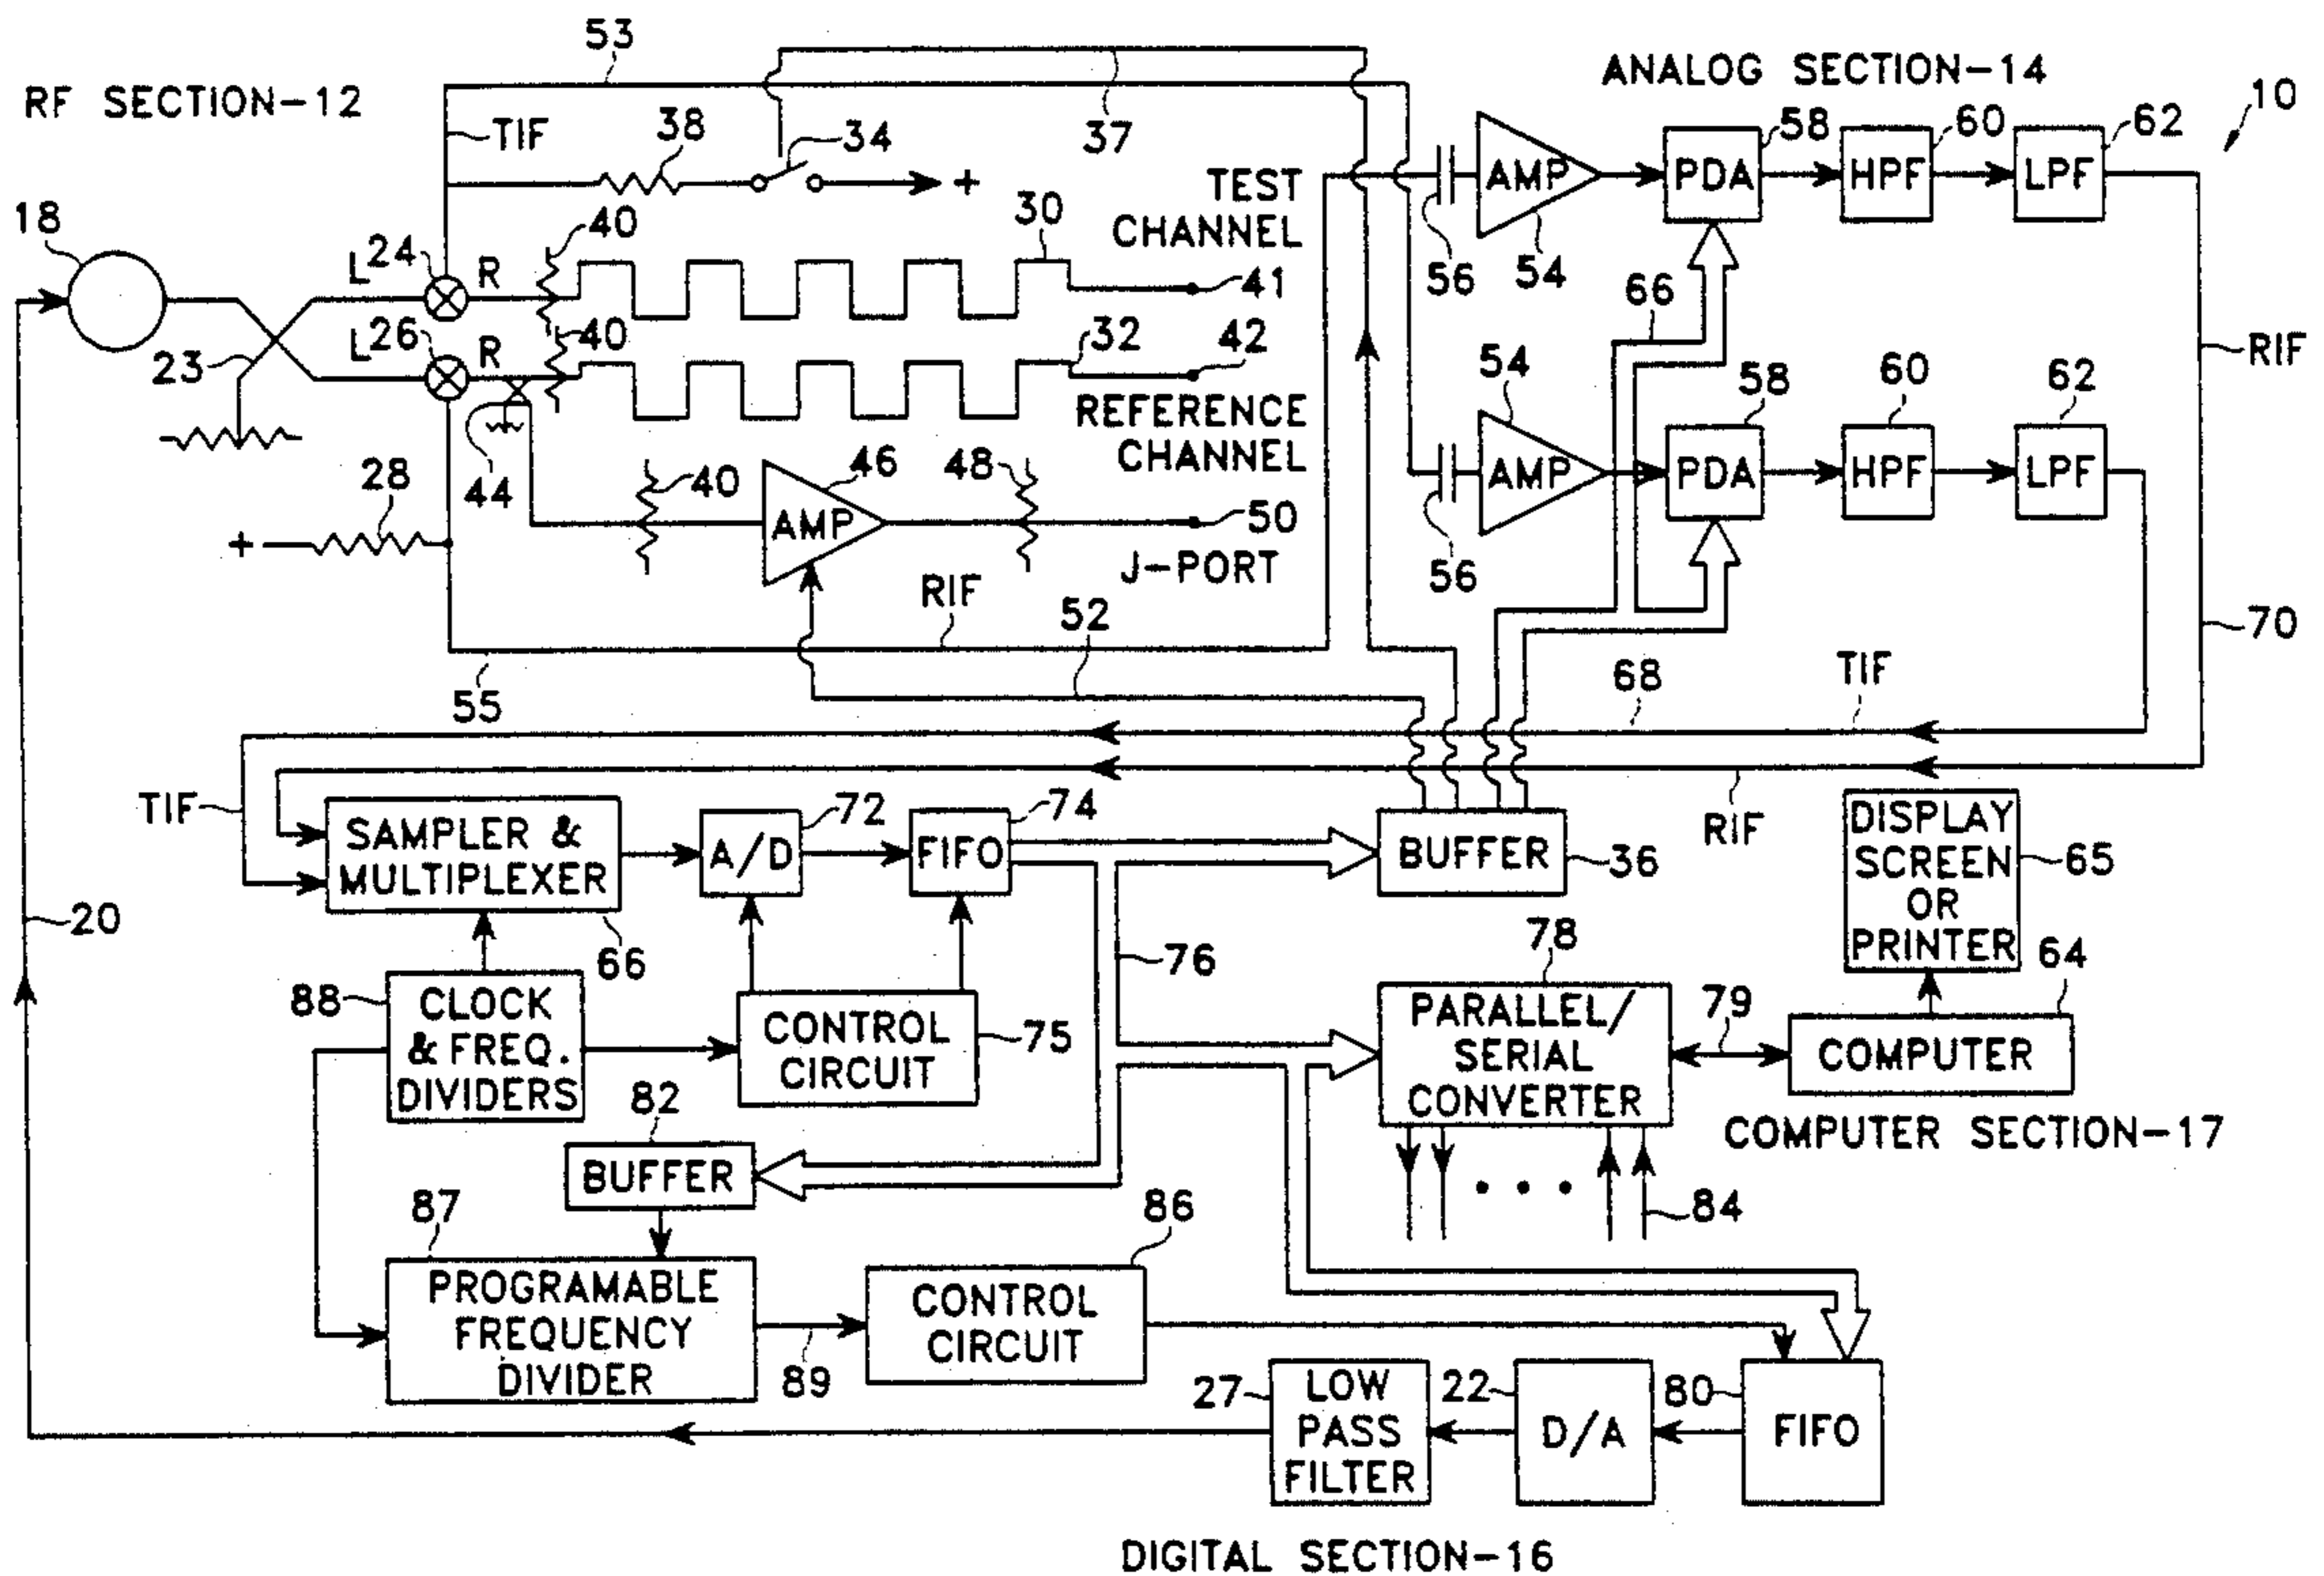 53
RF SECTION-12
ANALOG SECTION-14
10
TIF
38
34
37
+
58
60
62
AMP
PDA
HPF
LPF
TEST
CHANNEL
18
L
24
R
40
30
41
56
54
66
L
26
R
40
32
42
23
RIF
54
58
60
62
REFERENCE
CHANNEL
28
44
40
46
48
AMP
50
J-PORT
+
AMP
PDA
HPF
LPF
56
RIF
52
55
68
TIF
70
TIF
RIF
SAMPLER &
MULTIPLEXER
72
A/D
74
FIFO
BUFFER
36
DISPLAY
SCREEN
OR
PRINTER
65
20
66
76
78
64
88
CLOCK
& FREQ.
DIVIDERS
CONTROL
CIRCUIT
75
PARALLEL/
SERIAL
CONVERTER
79
COMPUTER
COMPUTER SECTION-17
82
BUFFER
84
87
PROGRAMABLE
FREQUENCY
DIVIDER
89
86
CONTROL
CIRCUIT
27
LOW
PASS
FILTER
22
D/A
80
FIFO
DIGITAL SECTION-16